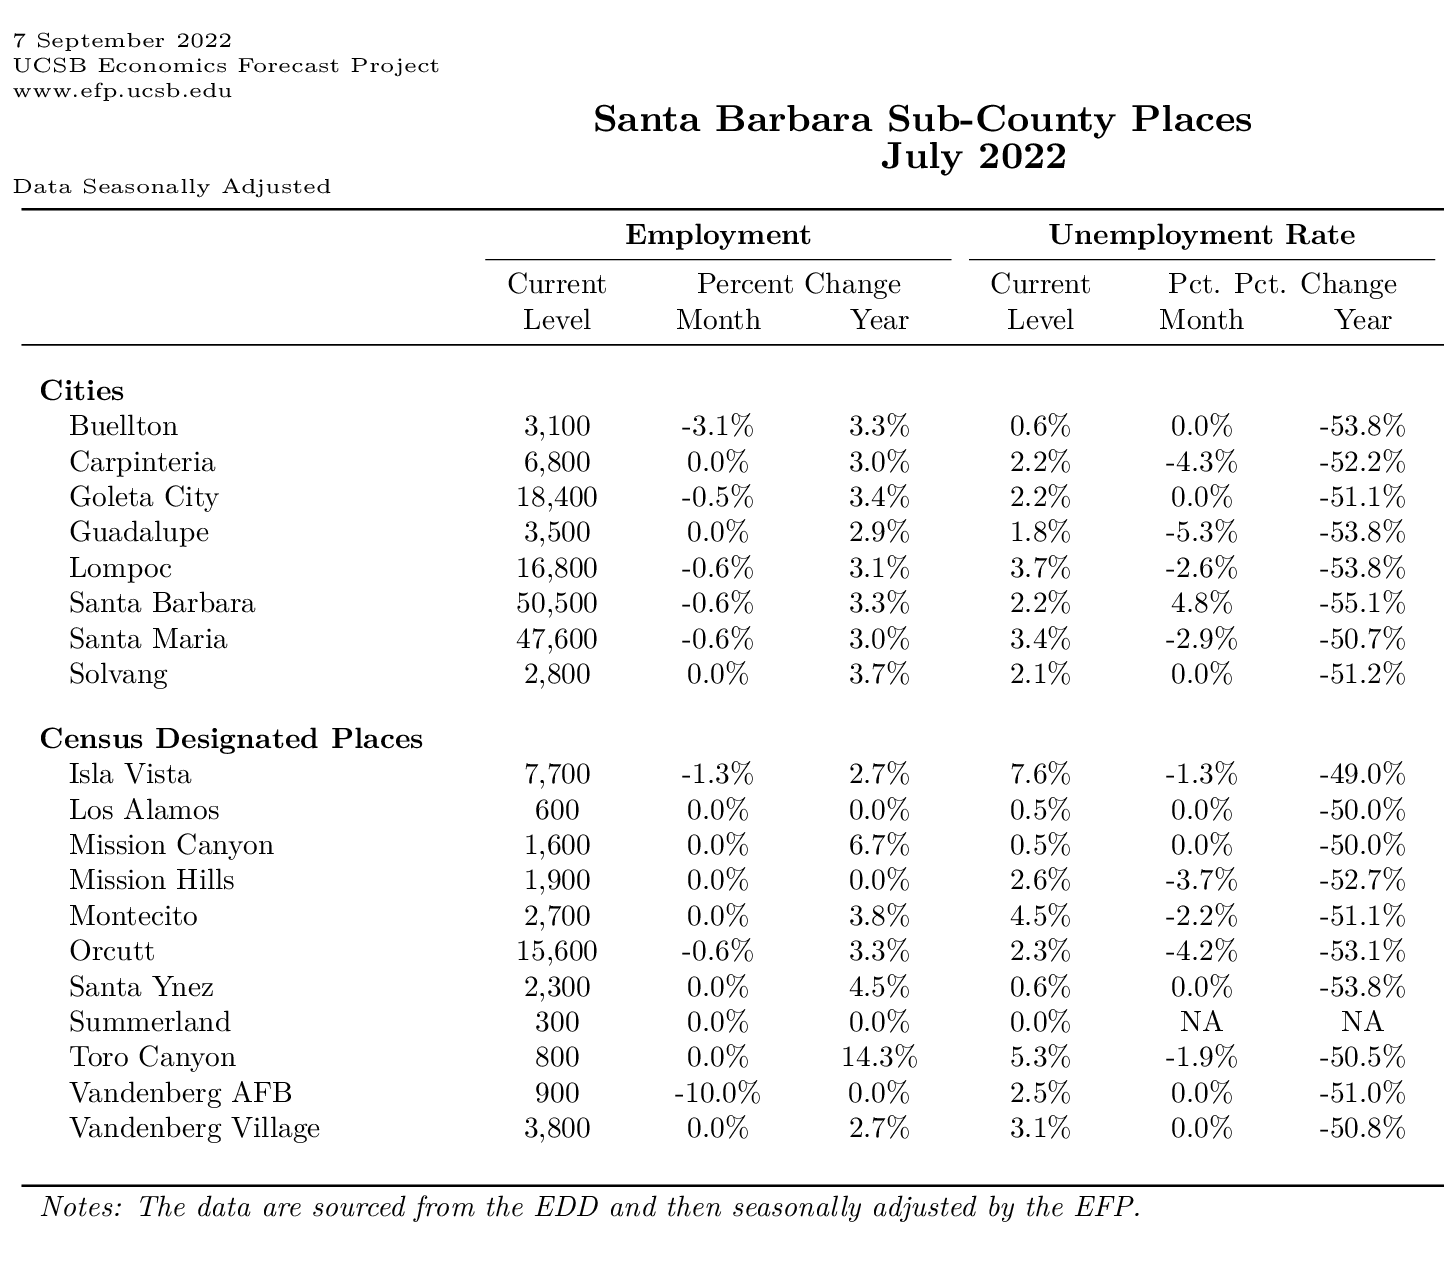 7 September 2022
UCSB Economics Forecast Project
www.efp.ucsb.edu
Santa Barbara Sub-County Places
July 2022
Data Seasonally Adjusted
Employment Unemployment Rate
Current Percent Change Current Pct. Pct. Change
Level Month Year Level Month Year
Cities
Buellton 3,100 -3.1% 3.3% 0.6% 0.0% -53.8%
Carpinteria 6,800 0.0% 3.0% 2.2% -4.3% -52.2%
Goleta City 18,400 -0.5% 3.4% 2.2% 0.0% -51.1%
Guadalupe 3,500 0.0% 2.9% 1.8% -5.3% -53.8%
Lompoc 16,800 -0.6% 3.1% 3.7% -2.6% -53.8%
Santa Barbara 50,500 -0.6% 3.3% 2.2% 4.8% -55.1%
Santa Maria 47,600 -0.6% 3.0% 3.4% -2.9% -50.7%
Solvang 2,800 0.0% 3.7% 2.1% 0.0% -51.2%
Census Designated Places
Isla Vista 7,700 -1.3% 2.7% 7.6% -1.3% -49.0%
Los Alamos 600 0.0% 0.0% 0.5% 0.0% -50.0%
Mission Canyon 1,600 0.0% 6.7% 0.5% 0.0% -50.0%
Mission Hills 1,900 0.0% 0.0% 2.6% -3.7% -52.7%
Montecito 2,700 0.0% 3.8% 4.5% -2.2% -51.1%
Orcutt 15,600 -0.6% 3.3% 2.3% -4.2% -53.1%
Santa Ynez 2,300 0.0% 4.5% 0.6% 0.0% -53.8%
Summerland 300 0.0% 0.0% 0.0% NA NA
Toro Canyon 800 0.0% 14.3% 5.3% -1.9% -50.5%
Vandenberg AFB 900 -10.0% 0.0% 2.5% 0.0% -51.0%
Vandenberg Village 3,800 0.0% 2.7% 3.1% 0.0% -50.8%
Notes: The data are sourced from the EDD and then seasonally adjusted by the EFP.